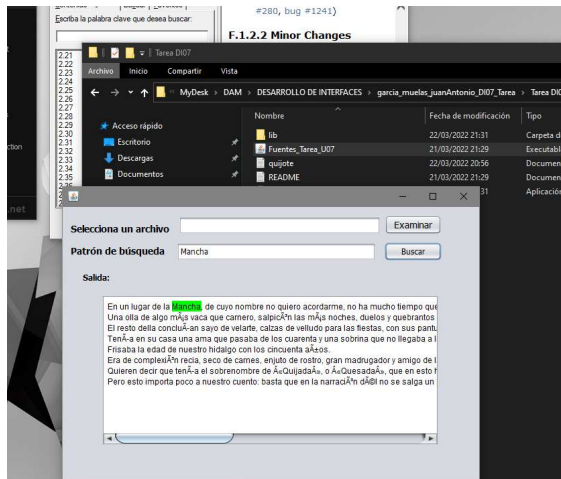 #280, bug #1241)
Escriba la palabra clave que desea buscar:
F.1.2.2 Minor Changes
2.21
2.22
2.23
2.24
2.25
2.26
2.27
2.28
2.29
2.30
2.31
2.32
2.33
2.34
2.35
Tarea DI07
Archivo Inicio Compartir Vista
MyDesk > DAM > DESARROLLO DE INTERFACES > garcia_muelas_juanAntonio_DI07_Tarea > Tarea DI
Nombre Fecha de modificación Tipo
Acceso rápido
Escritorio
Descargas
Documentos
lib 22/03/2022 21:31 Carpeta d
Fuentes_Tarea_U07 21/03/2022 21:29 Executabl
quijote 22/03/2022 20:56 Documen
README 21/03/2022 21:29 Documen
31 Aplicació
ction
.net
Selecciona un archivo Examinar
Patrón de búsqueda Mancha Buscar
Salida:
En un lugar de la Mancha, de cuyo nombre no quiero acordarme, no ha mucho tiempo que
Una olla de algo mÃ¡s vaca que carnero, salpicÃ³n las mÃ¡s noches, duelos y quebrantos
El resto della concluÃ-an sayo de velarte, calzas de velludo para las fiestas, con sus pantu
TenÃ-a en su casa una ama que pasaba de los cuarenta y una sobrina que no llegaba a l
Frisaba la edad de nuestro hidalgo con los cincuenta aÃ±os.
Era de complexiÃ³n recia, seco de carnes, enjuto de rostro, gran madrugador y amigo de l
Quieren decir que tenÃ-a el sobrenombre de Â«QuijadaÂ», o Â«QuesadaÂ», que en esto h
Pero esto importa poco a nuestro cuento: basta que en la narraciÃ³n dÃ©l no se salga un